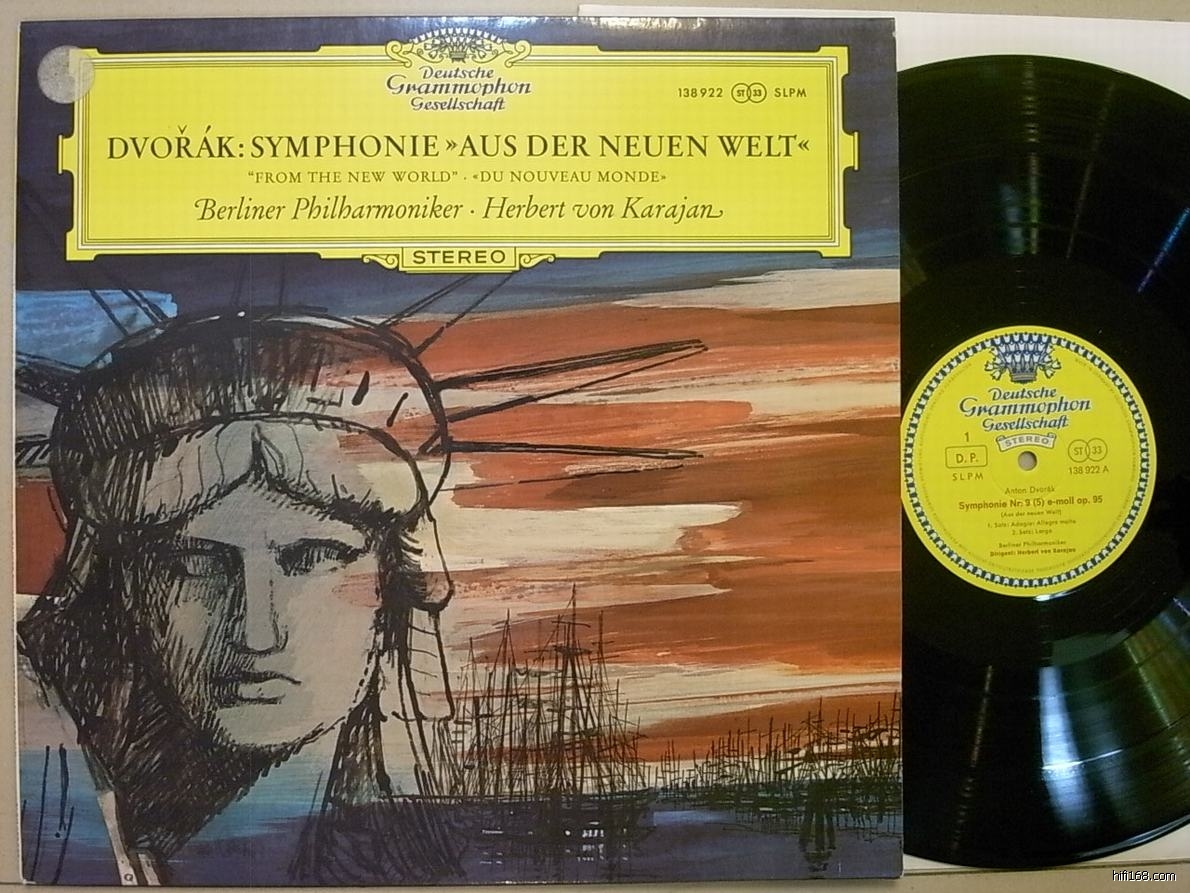 Deutsche
Grammophon
Gesellschaft
138 922 ST 33 SLPM
DVOŘÁK: SYMPHONIE »AUS DER NEUEN WELT«
"FROM THE NEW WORLD" · «DU NOUVEAU MONDE»
Berliner Philharmoniker · Herbert von Karajan
STEREO
Deutsche
Grammophon
Gesellschaft
STEREO
1
D. P.
SLPM
ST 33
138 922 A
Anton Dvorák
Symphonie Nr. 9 (5) e-moll op. 95
(Aus der neuen Welt)
1. Satz: Adagio: Allegro molto
2. Satz: Largo
Berliner Philharmoniker
Dirigent: Herbert von Karajan
hifi168.com